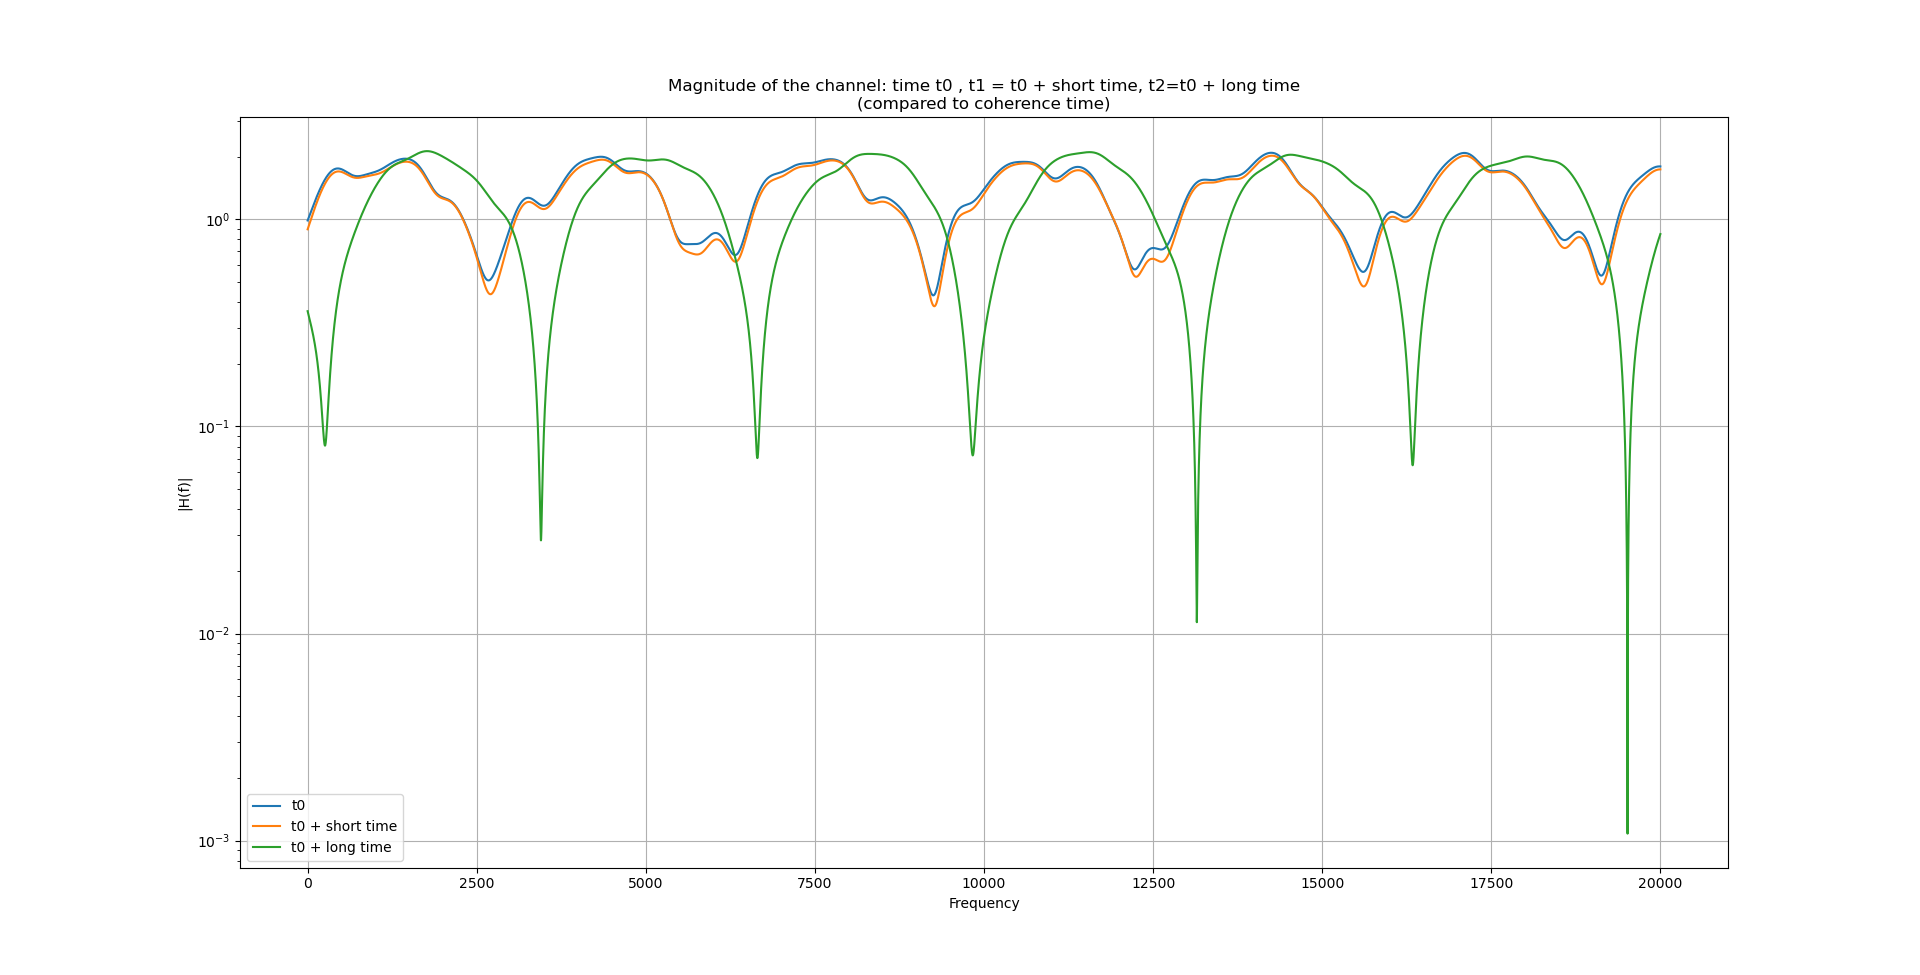 Magnitude of the channel: time t0 , t1 = t0 + short time, t2=t0 + long time
(compared to coherence time)
|H(f)|
10⁰
10⁻¹
10⁻²
10⁻³
t0
t0 + short time
t0 + long time
0 2500 5000 7500 10000 12500 15000 17500 20000
Frequency